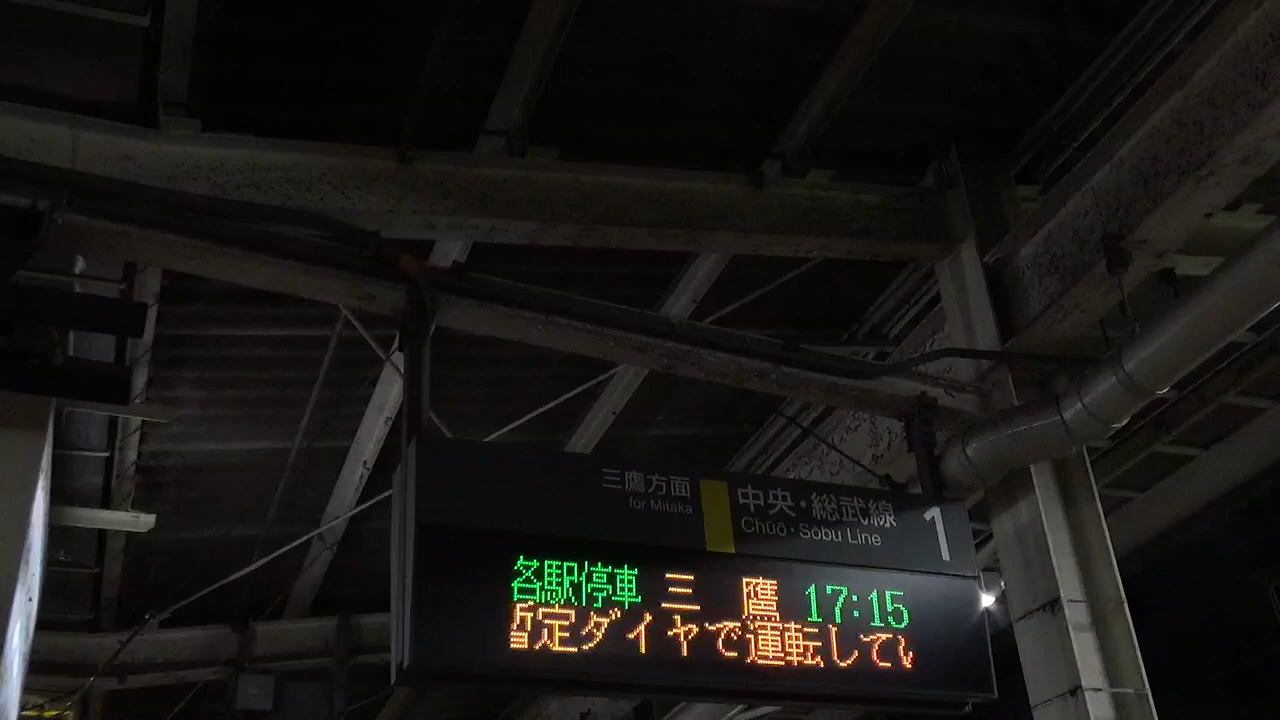 三鷹方面
for Mitaka
中央・総武線
Chūō・Sōbu Line
1
各駅停車 三 鷹 17:15
定ダイヤで運転して